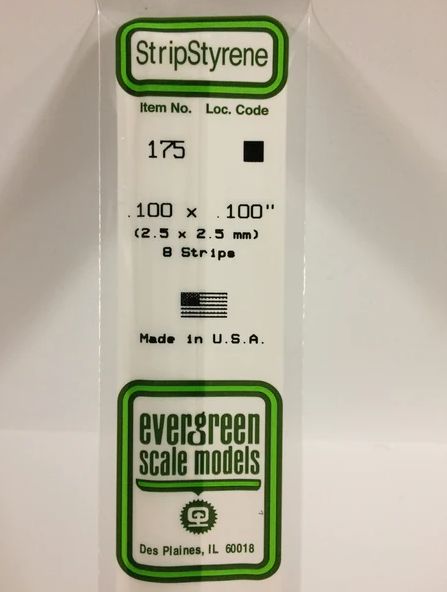 StripStyrene
Item No. Loc. Code
175
.100 x .100"
(2.5 x 2.5 mm)
8 Strips
Made in U.S.A.
evergreen
scale models
Des Plaines, IL 60018